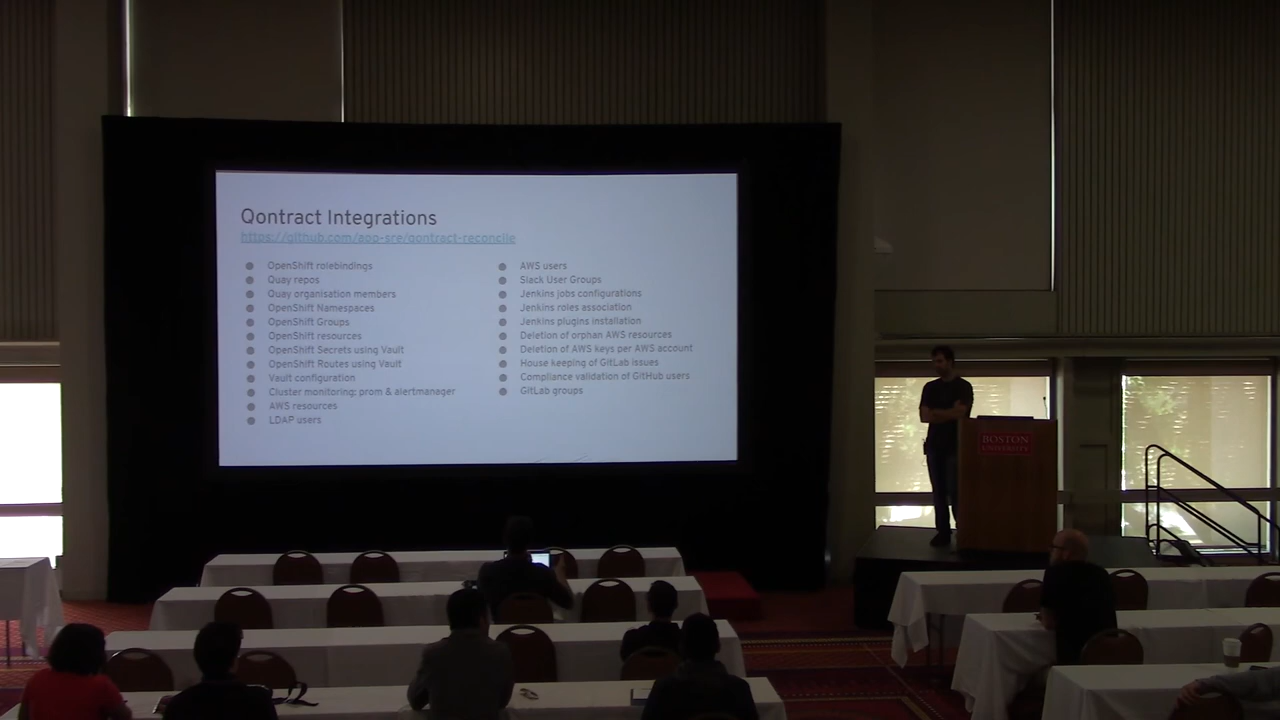 Qontract Integrations
https://github.com/app-sre/qontract-reconcile
OpenShift rolebindings
Quay repos
Quay organisation members
OpenShift Namespaces
OpenShift Groups
OpenShift resources
OpenShift Secrets using Vault
OpenShift Routes using Vault
Vault configuration
Cluster monitoring: prom & alertmanager
AWS resources
LDAP users
AWS users
Slack User Groups
Jenkins jobs configurations
Jenkins roles association
Jenkins plugins installation
Deletion of orphan AWS resources
Deletion of AWS keys per AWS account
House keeping of GitLab issues
Compliance validation of GitHub users
GitLab groups
BOSTON
UNIVERSITY